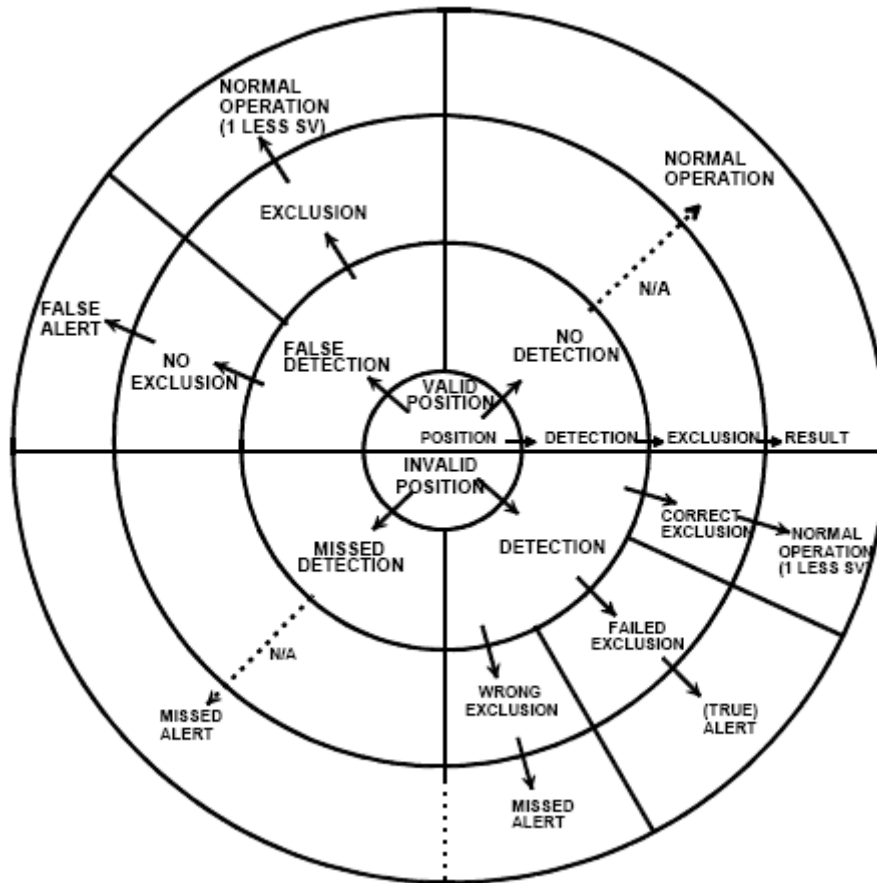 NORMAL
OPERATION
(1 LESS SV)
NORMAL
OPERATION
EXCLUSION
N/A
FALSE
ALERT
NO
EXCLUSION
FALSE
DETECTION
NO
DETECTION
VALID
POSITION
POSITION
DETECTION
EXCLUSION
RESULT
INVALID
POSITION
MISSED
DETECTION
DETECTION
CORRECT
EXCLUSION
NORMAL
OPERATION
(1 LESS SV)
FAILED
EXCLUSION
N/A
WRONG
EXCLUSION
MISSED
ALERT
(TRUE)
ALERT
MISSED
ALERT